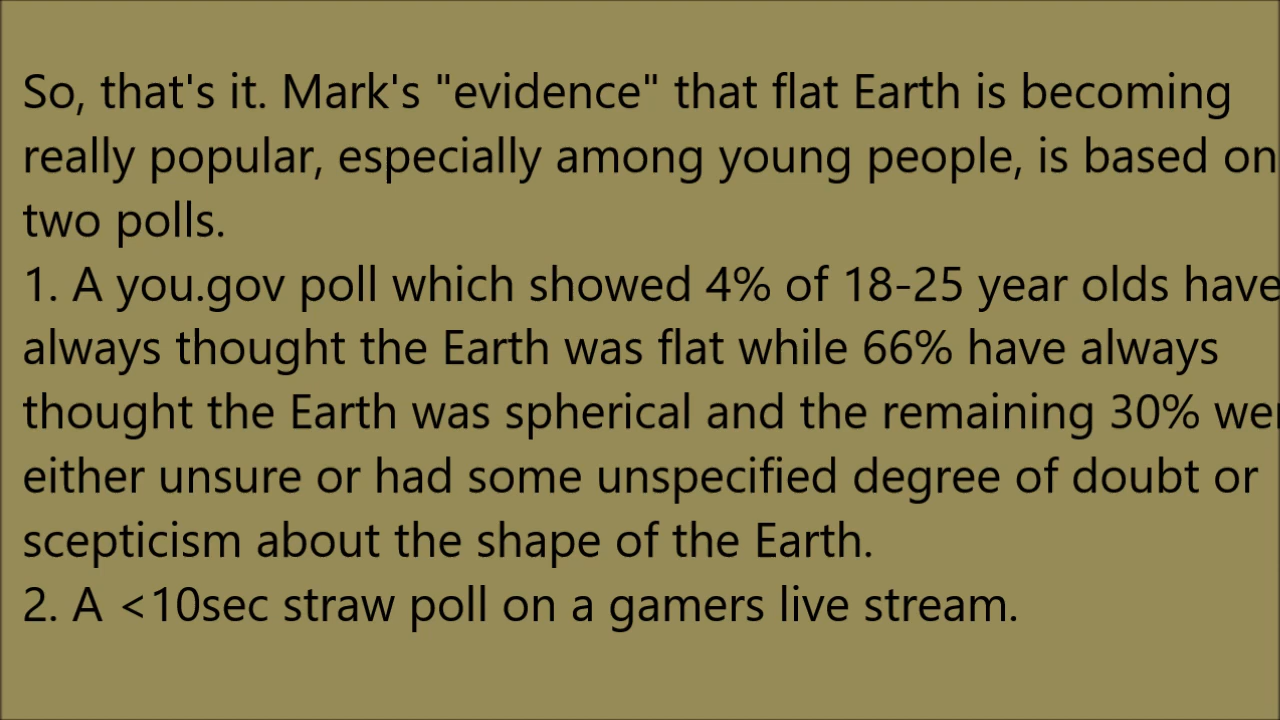 So, that's it. Mark's "evidence" that flat Earth is becoming
really popular, especially among young people, is based on
two polls.
1. A you.gov poll which showed 4% of 18-25 year olds have
always thought the Earth was flat while 66% have always
thought the Earth was spherical and the remaining 30%
either unsure or had some unspecified degree of doubt or
scepticism about the shape of the Earth.
2. A <10sec straw poll on a gamers live stream.